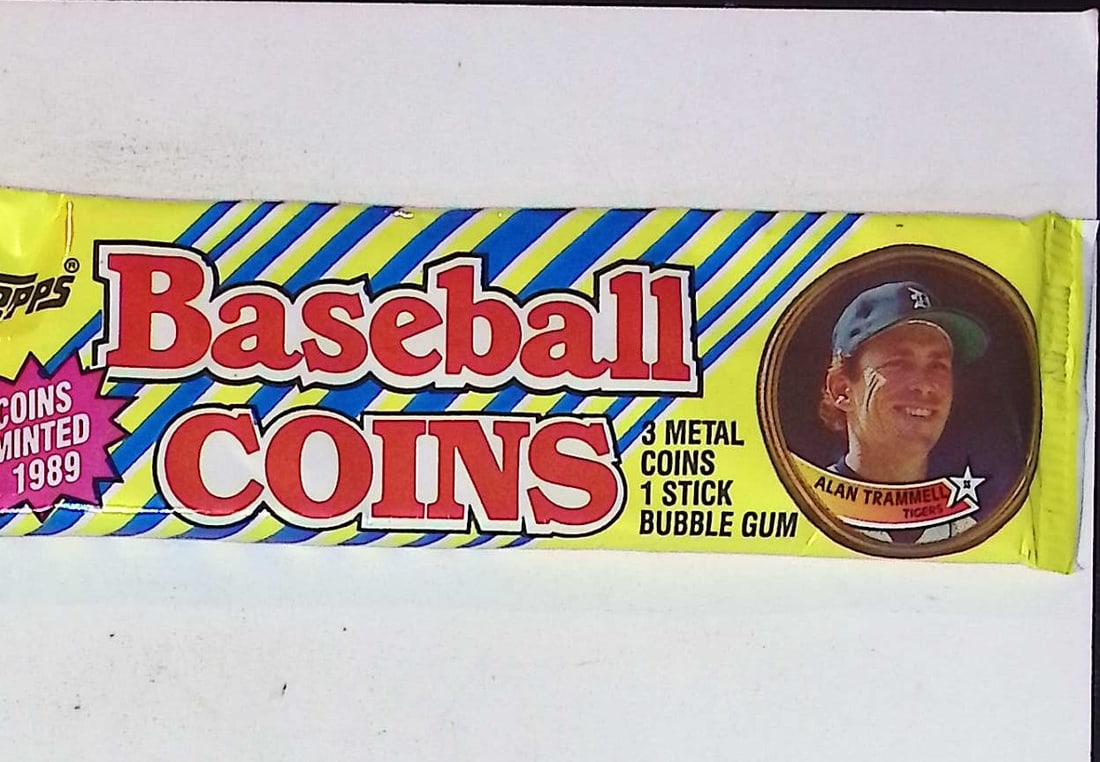 Baseball
COINS
COINS
MINTED
1989
3 METAL
COINS
1 STICK
BUBBLE GUM
ALAN TRAMMELL
TIGERS